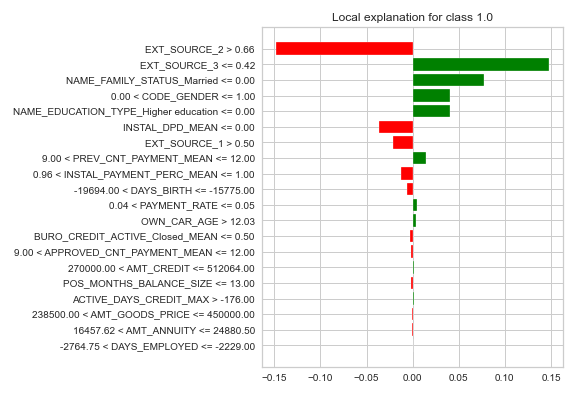 Local explanation for class 1.0
EXT_SOURCE_2 > 0.66
EXT_SOURCE_3 <= 0.42
NAME_FAMILY_STATUS_Married <= 0.00
0.00 < CODE_GENDER <= 1.00
NAME_EDUCATION_TYPE_Higher education <= 0.00
INSTAL_DPD_MEAN <= 0.00
EXT_SOURCE_1 > 0.50
9.00 < PREV_CNT_PAYMENT_MEAN <= 12.00
0.96 < INSTAL_PAYMENT_PERC_MEAN <= 1.00
-19694.00 < DAYS_BIRTH <= -15775.00
0.04 < PAYMENT_RATE <= 0.05
OWN_CAR_AGE > 12.03
BURO_CREDIT_ACTIVE_Closed_MEAN <= 0.50
9.00 < APPROVED_CNT_PAYMENT_MEAN <= 12.00
270000.00 < AMT_CREDIT <= 512064.00
POS_MONTHS_BALANCE_SIZE <= 13.00
ACTIVE_DAYS_CREDIT_MAX > -176.00
238500.00 < AMT_GOODS_PRICE <= 450000.00
16457.62 < AMT_ANNUITY <= 24880.50
-2764.75 < DAYS_EMPLOYED <= -2229.00
−0.15 −0.10 −0.05 0.00 0.05 0.10 0.15